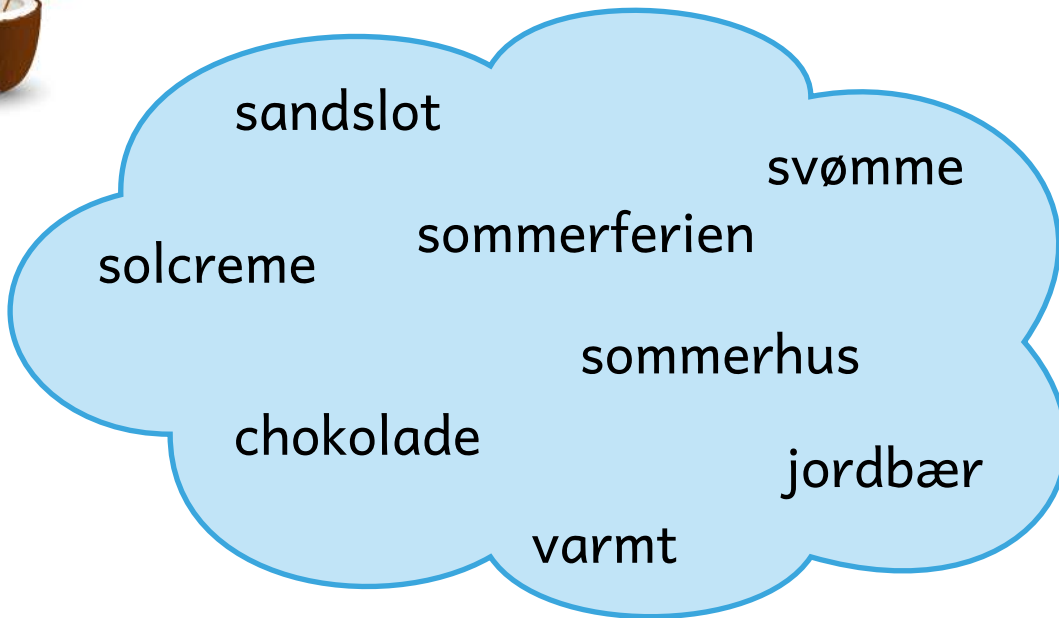 sandslot
svømme
sommerferien
solcreme
sommerhus
chokolade
jordbær
varmt